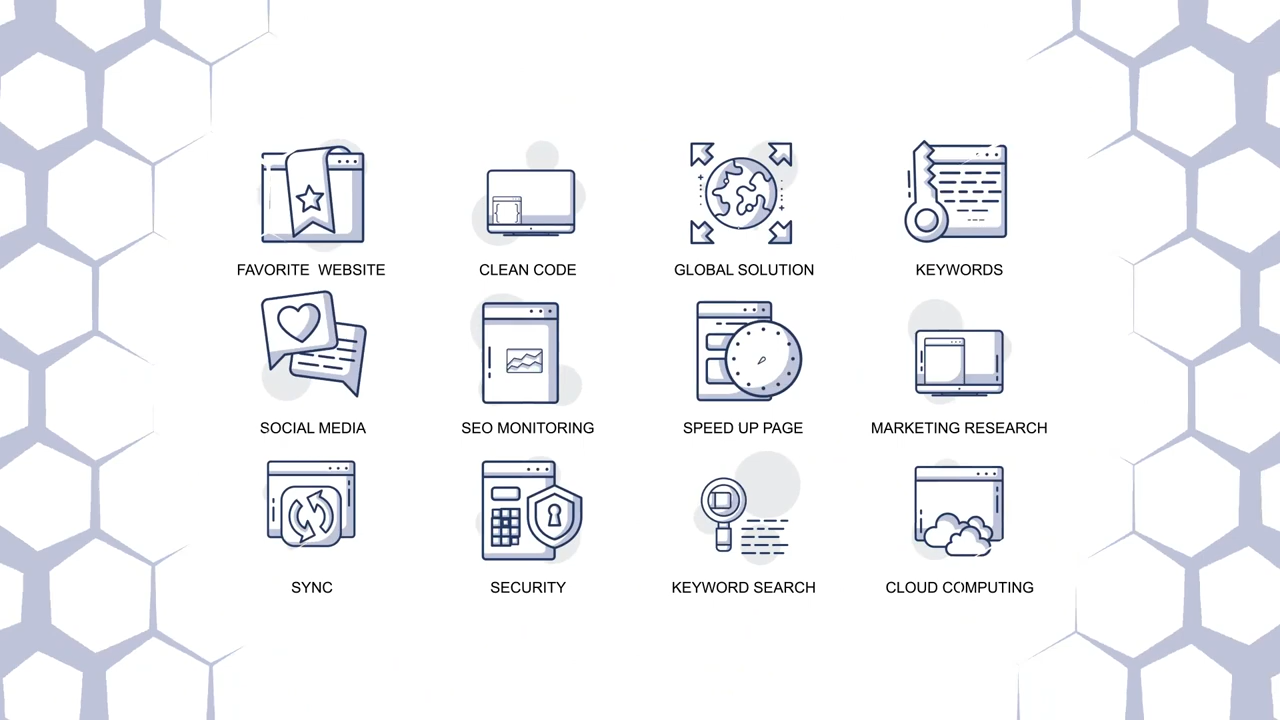 FAVORITE  WEBSITE
CLEAN CODE
GLOBAL SOLUTION
KEYWORDS
SOCIAL MEDIA
SEO MONITORING
SPEED UP PAGE
MARKETING RESEARCH
SYNC
SECURITY
KEYWORD SEARCH
CLOUD COMPUTING